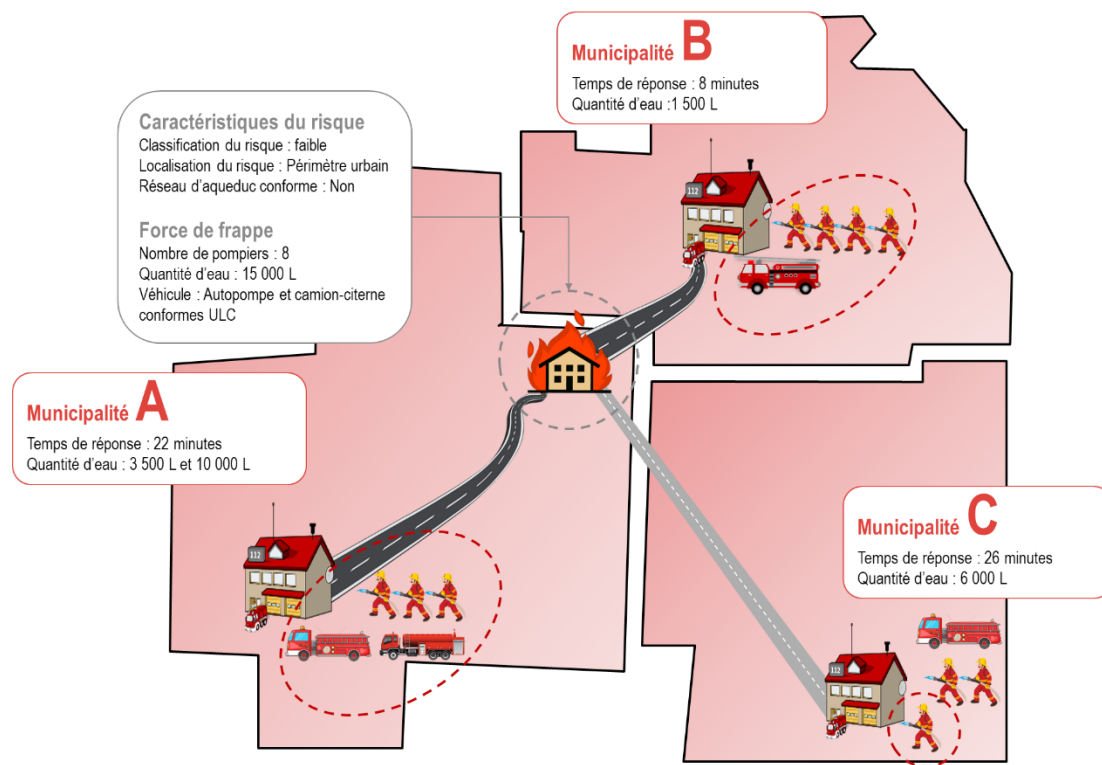 Municipalité B
Temps de réponse : 8 minutes
Quantité d'eau :1 500 L
Caractéristiques du risque
Classification du risque : faible
Localisation du risque : Périmètre urbain
Réseau d'aqueduc conforme : Non
Force de frappe
Nombre de pompiers : 8
Quantité d'eau : 15 000 L
Véhicule : Autopompe et camion-citerne
conformes ULC
112
Municipalité A
Temps de réponse : 22 minutes
Quantité d'eau : 3 500 L et 10 000 L
112
Municipalité C
Temps de réponse : 26 minutes
Quantité d'eau : 6 000 L
112